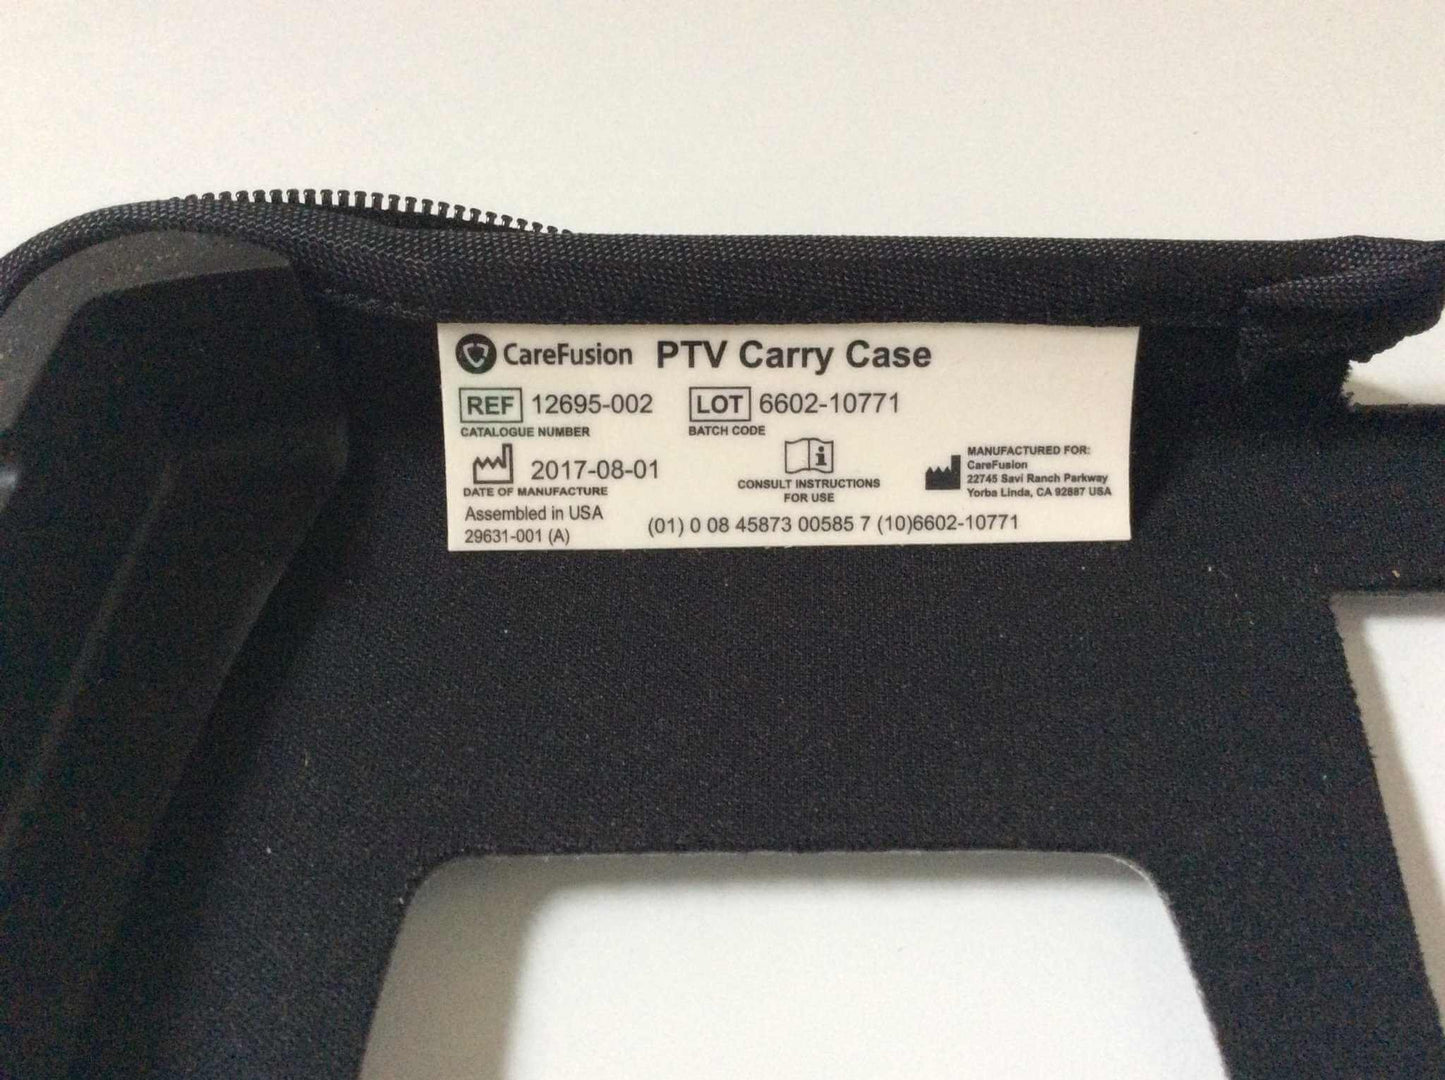 CareFusion PTV Carry Case
REF 12695-002 LOT 6602-10771
CATALOGUE NUMBER BATCH CODE
2017-08-01
DATE OF MANUFACTURE
i
CONSULT INSTRUCTIONS
FOR USE
MANUFACTURED FOR:
CareFusion
22745 Savi Ranch Parkway
Yorba Linda, CA 92887 USA
Assembled in USA
29631-001 (A)
(01) 0 08 45873 00585 7 (10)6602-10771